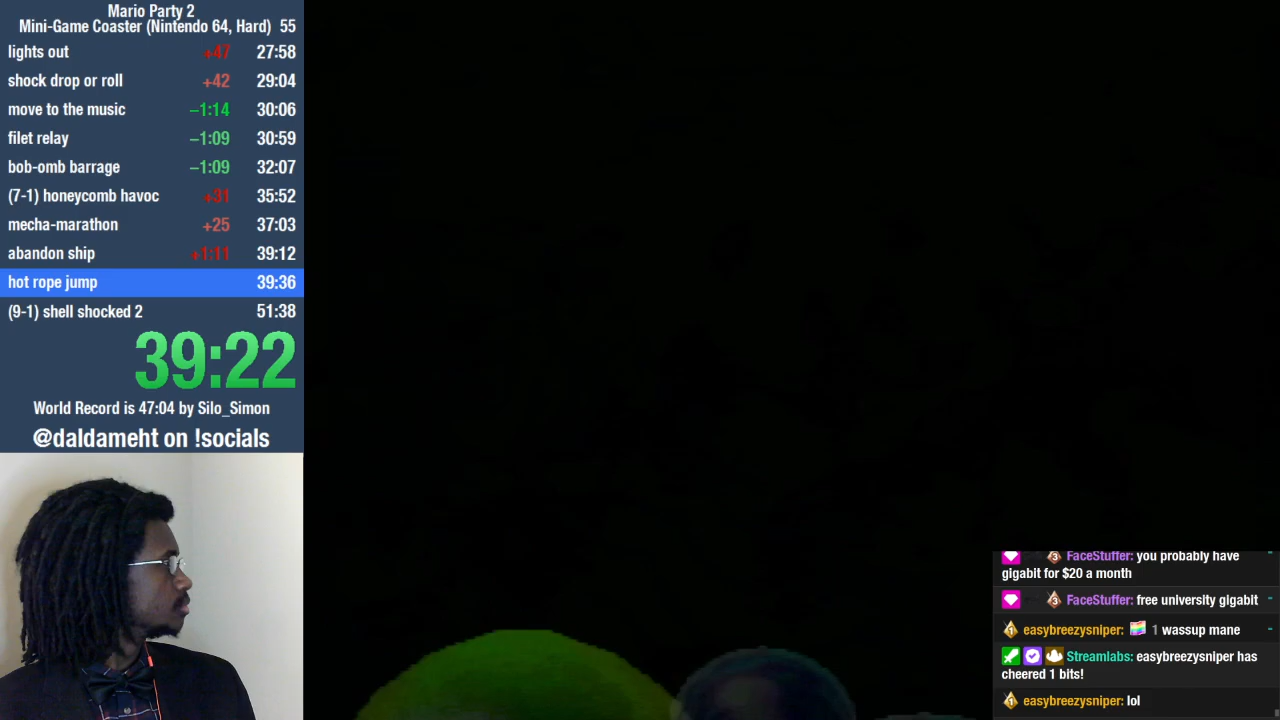 Mario Party 2
Mini-Game Coaster (Nintendo 64, Hard) 55
lights out +47 27:58
shock drop or roll +42 29:04
move to the music −1:14 30:06
filet relay −1:09 30:59
bob-omb barrage −1:09 32:07
(7-1) honeycomb havoc +31 35:52
mecha-marathon +25 37:03
abandon ship +1:11 39:12
hot rope jump 39:36
(9-1) shell shocked 2 51:38
39:22
World Record is 47:04 by Silo_Simon
@daldameht on !socials
3 FaceStuffer: you probably have
gigabit for $20 a month
3 FaceStuffer: free university gigabit
1 easybreezysniper: 1 wassup mane
Streamlabs: easybreezysniper has
cheered 1 bits!
1 easybreezysniper: lol